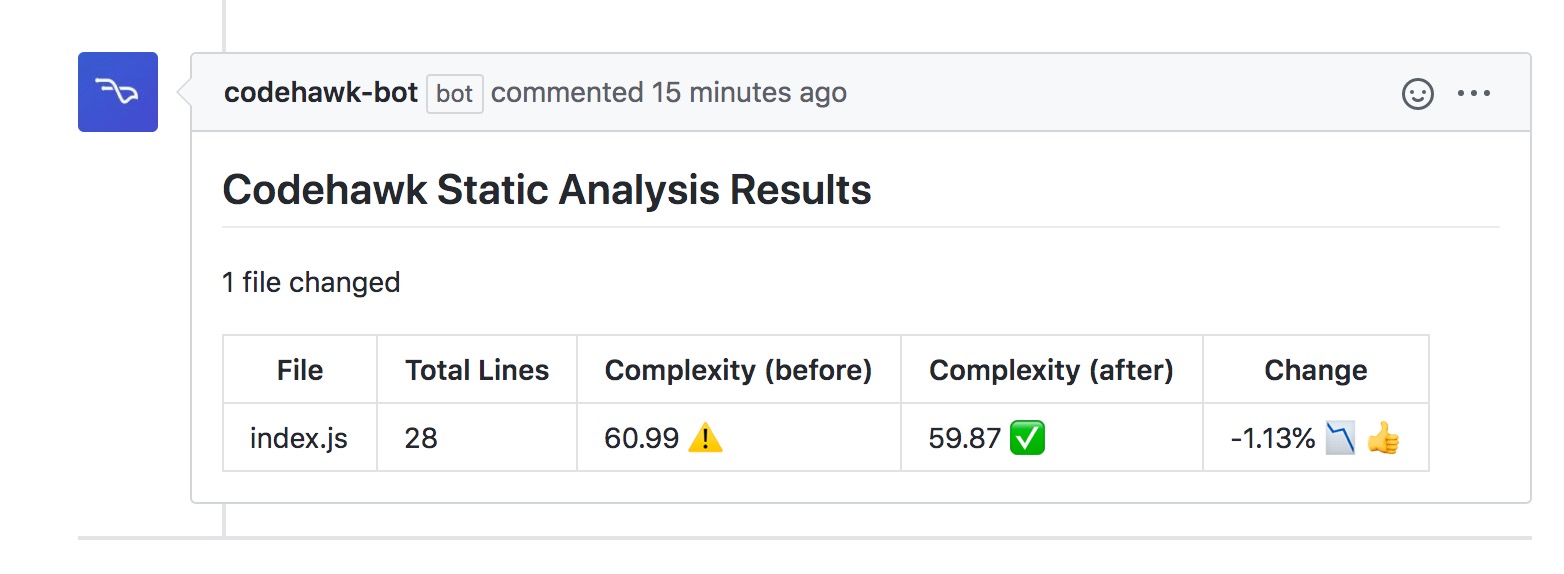 codehawk-bot bot commented 15 minutes ago
Codehawk Static Analysis Results
1 file changed
File Total Lines Complexity (before) Complexity (after) Change
index.js 28 60.99 ⚠️ 59.87 ✅ -1.13% 📉 👍